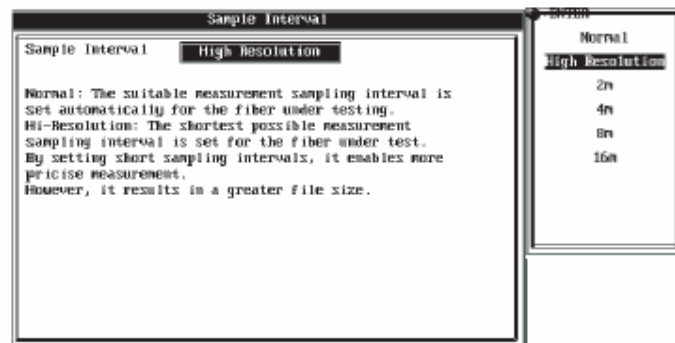 Sample Interval
Sample Interval High Resolution
Normal: The suitable measurement sampling interval is
set automatically for the fiber under testing.
Hi-Resolution: The shortest possible measurement
sampling interval is set for the fiber under test.
By setting short sampling intervals, it enables more
pricise measurement.
However, it results in a greater file size.
Normal
High Resolution
2m
4m
8m
16m